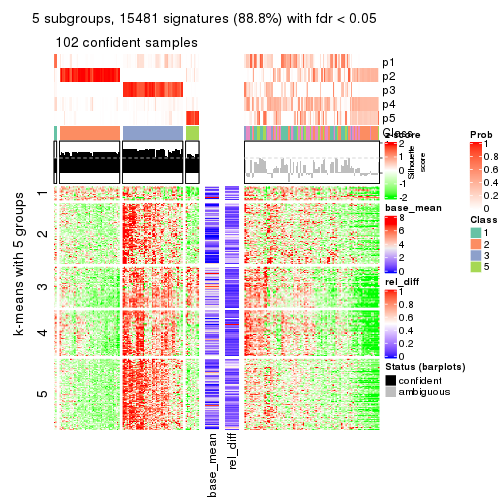 5 subgroups, 15481 signatures (88.8%) with fdr < 0.05
102 confident samples
p1
p2
p3
p4
p5
Class
Silhouette
score
k-means with 5 groups
1
2
3
4
5
base_mean
rel_diff
z-score
2
1
0
-1
-2
base_mean
8
6
4
2
0
rel_diff
1
0.8
0.6
0.4
0.2
0
Status (barplots)
confident
ambiguous
Prob
1
0.8
0.6
0.4
0.2
0
Class
1
2
3
5